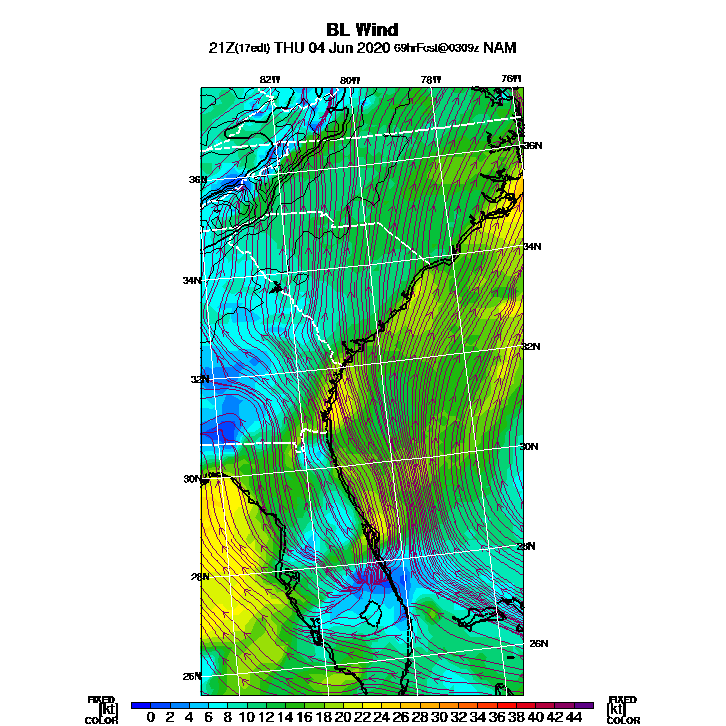 BL Wind
21Z(17edt) THU 04 Jun 2020 69hrFcst@0309z NAM
82W 80W 78W 76W
36N
36N
34N
34N
32N
32N
30N
30N
28N
28N
26N
26N
FIXED FIXED
[kt] 0 2 4 6 8 10 12 14 16 18 20 22 24 26 28 30 32 34 36 38 40 42 44 [kt]
COLOR COLOR